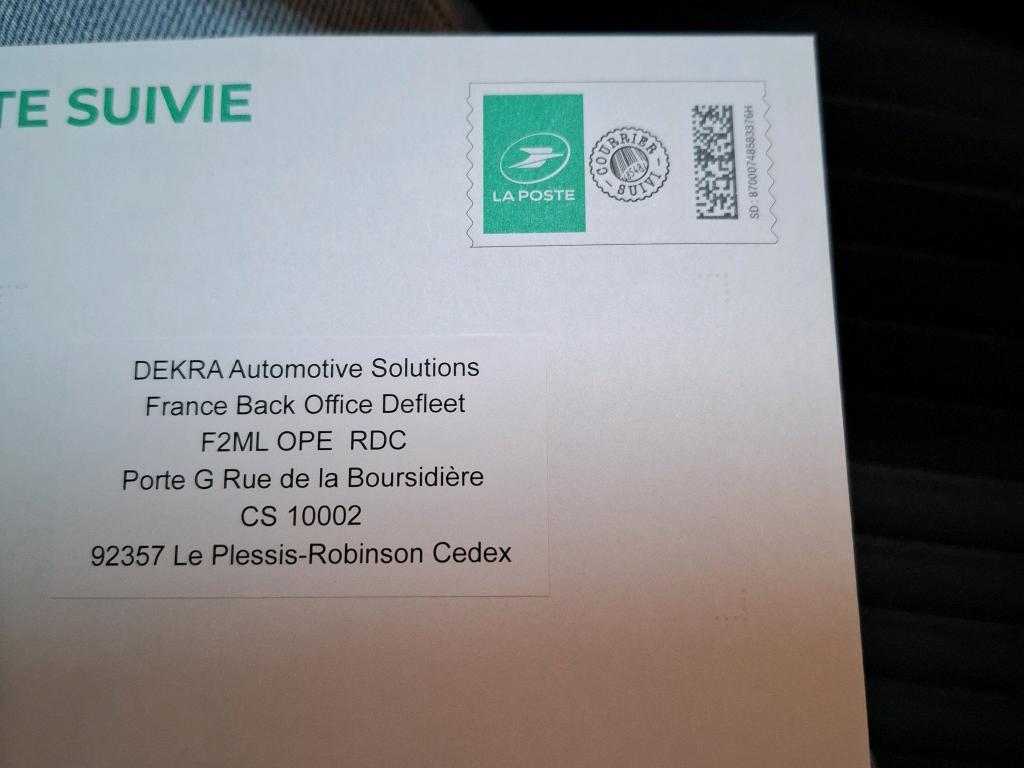 TE SUIVIE
LA POSTE
COURRIER
SUIVI
SD : 87000748583376H
DEKRA Automotive Solutions
France Back Office Defleet
F2ML OPE RDC
Porte G Rue de la Boursidière
CS 10002
92357 Le Plessis-Robinson Cedex